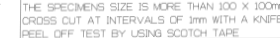 THE SPECIMENS SIZE IS MORE THAN 100 X 100m
CROSS CUT AT INTERVALS OF 1mm WITH A KNIFE
PEEL OFF TEST BY USING SCOTCH TAPE